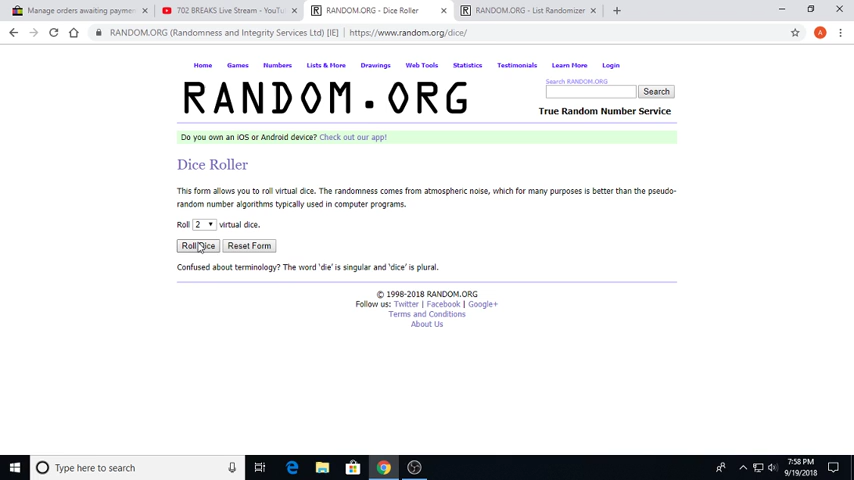 Manage orders awaiting paymen
702 BREAKS Live Stream - YouTu
RANDOM.ORG - Dice Roller
RANDOM.ORG - List Randomizer
RANDOM.ORG (Randomness and Integrity Services Ltd) [IE] | https://www.random.org/dice/
Home Games Numbers Lists & More Drawings Web Tools Statistics Testimonials Learn More Login
RANDOM.ORG
Search RANDOM.ORG
Search
True Random Number Service
Do you own an iOS or Android device? Check out our app!
Dice Roller
This form allows you to roll virtual dice. The randomness comes from atmospheric noise, which for many purposes is better than the pseudo-
random number algorithms typically used in computer programs.
Roll 2 virtual dice.
Roll Dice Reset Form
Confused about terminology? The word 'die' is singular and 'dice' is plural.
© 1998-2018 RANDOM.ORG
Follow us: Twitter | Facebook | Google+
Terms and Conditions
About Us
Type here to search
7:58 PM
9/19/2018